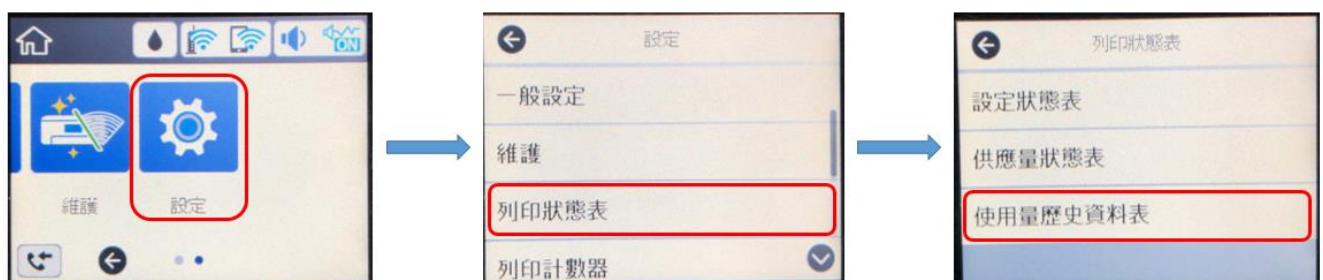 ON
維護
設定
設定
一般設定
維護
列印狀態表
列印計數器
列印狀態表
設定狀態表
供應量狀態表
使用量歷史資料表